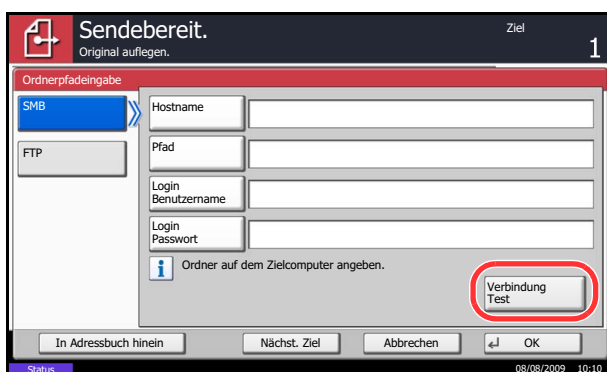 Sendebereit.
Original auflegen.
Ziel
1
Ordnerpfadeingabe
SMB
FTP
Hostname
Pfad
Login
Benutzername
Login
Passwort
Ordner auf dem Zielcomputer angeben.
Verbindung
Test
In Adressbuch hinein
Nächst. Ziel
Abbrechen
OK
Status
08/08/2009 10:10